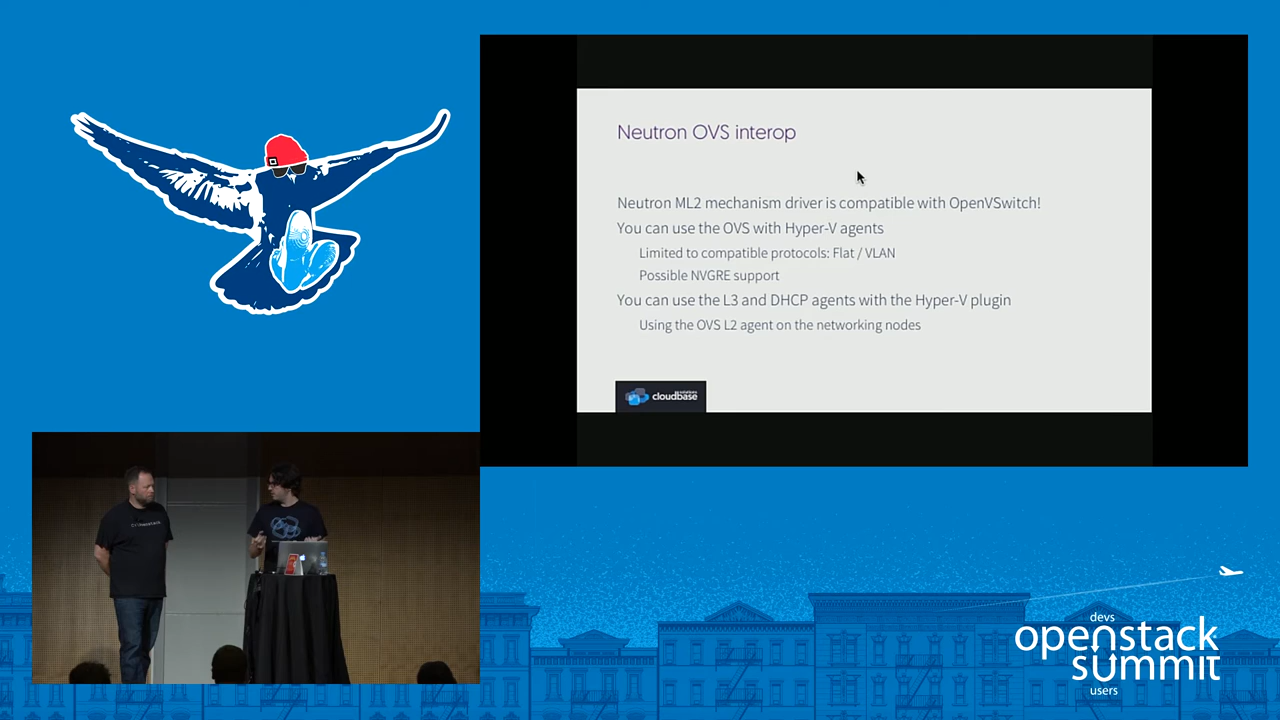 Neutron OVS interop
Neutron ML2 mechanism driver is compatible with OpenVSwitch!
You can use the OVS with Hyper-V agents
Limited to compatible protocols: Flat / VLAN
Possible NVGRE support
You can use the L3 and DHCP agents with the Hyper-V plugin
Using the OVS L2 agent on the networking nodes
cloudbase
solutions
openstack
devs
openstack
summit
users